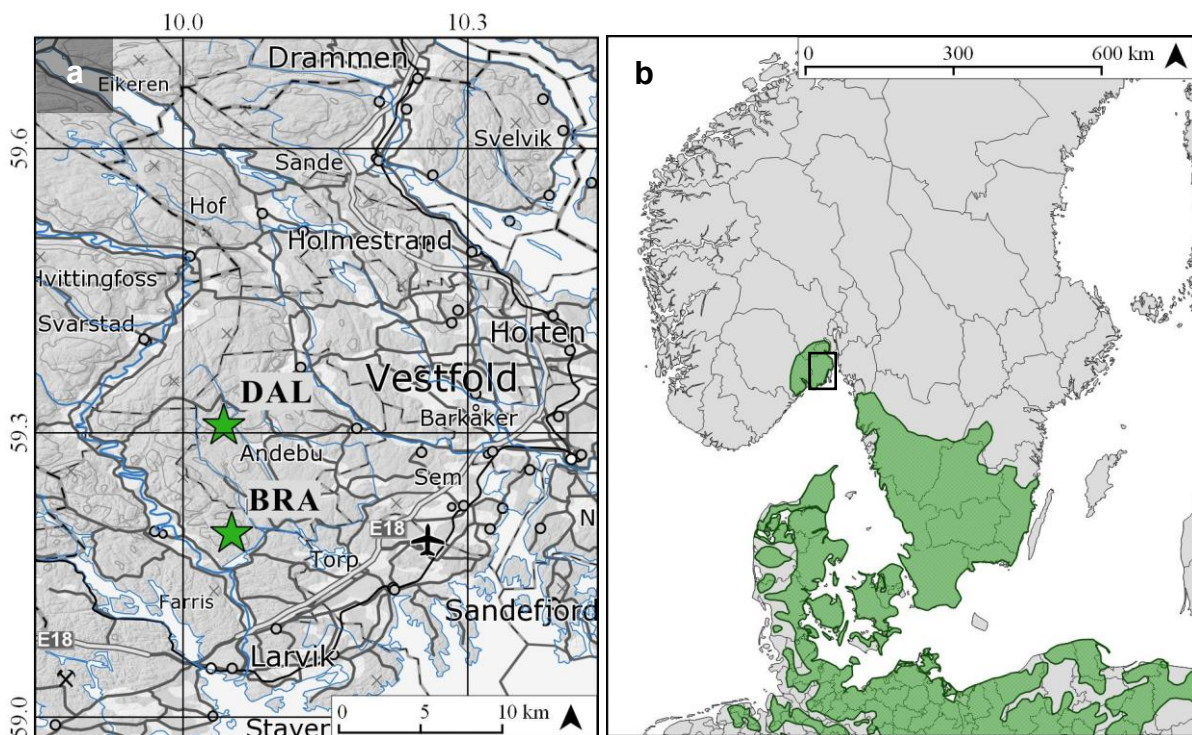 10.0
10.3
a
Drammen
Eikeren
Svelvik
59.6
Sande
Hof
Holmestrand
Hvittingfoss
Svarstad
Horten
DAL
Vestfold
Barkåker
59.3
Andebu
Sem
BRA
E18
N
Torp
Farris
Sandefjord
E18
Larvik
59.0
Staver
0 5 10 km
b
0 300 600 km